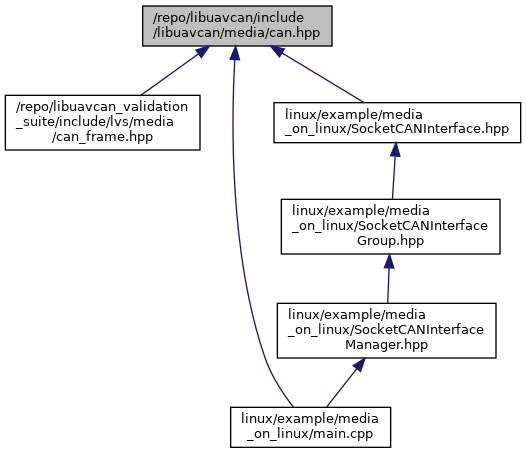 /repo/libuavcan/include
/libuavcan/media/can.hpp
/repo/libuavcan_validation
_suite/include/lvs/media
/can_frame.hpp
linux/example/media
_on_linux/SocketCANInterface.hpp
linux/example/media
_on_linux/SocketCANInterface
Group.hpp
linux/example/media
_on_linux/SocketCANInterface
Manager.hpp
linux/example/media
_on_linux/main.cpp